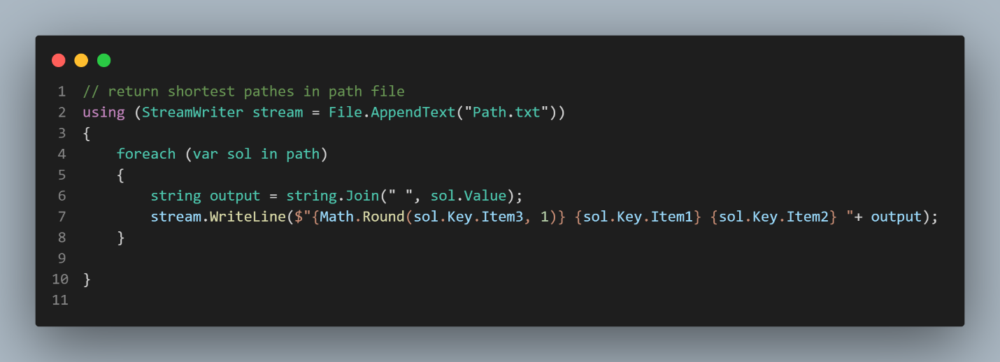 1 // return shortest pathes in path file
2 using (StreamWriter stream = File.AppendText("Path.txt"))
3 {
4     foreach (var sol in path)
5     {
6         string output = string.Join(" ", sol.Value);
7         stream.WriteLine($"{Math.Round(sol.Key.Item3, 1)} {sol.Key.Item1} {sol.Key.Item2} "+ output);
8     }
9
10 }
11